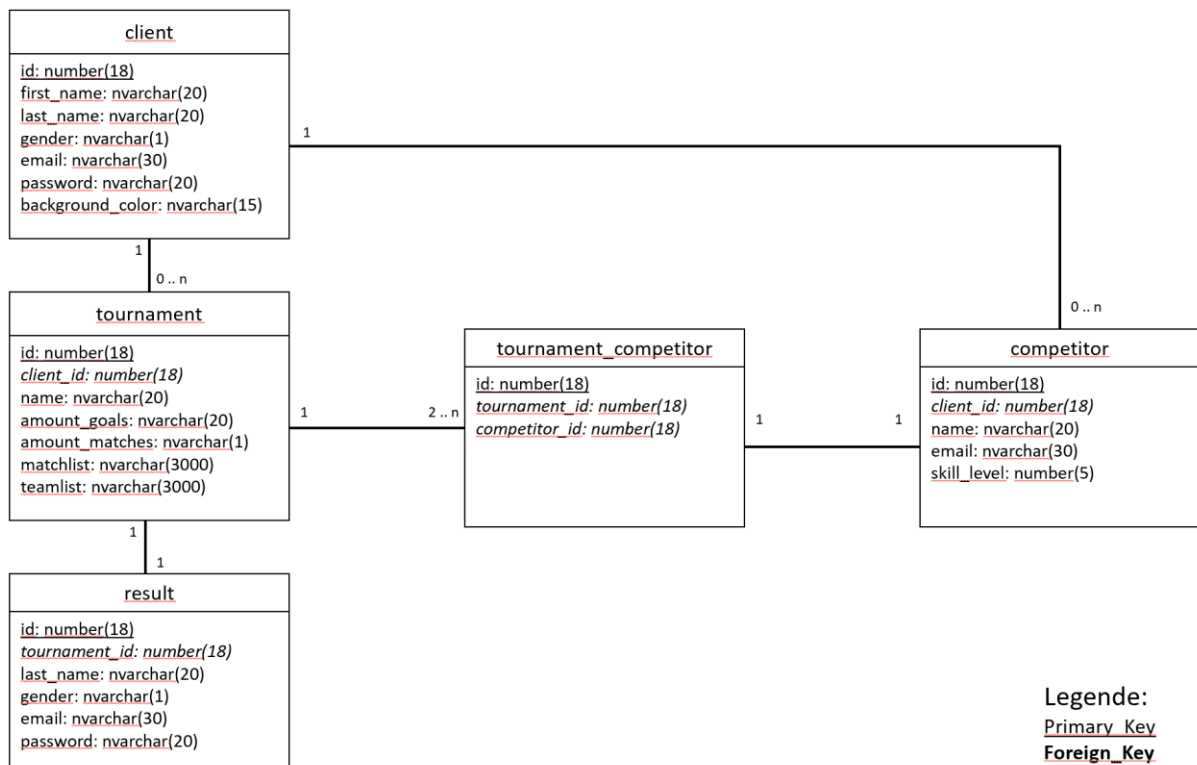 client
id: number(18)
first_name: nvarchar(20)
last_name: nvarchar(20)
gender: nvarchar(1)
email: nvarchar(30)
password: nvarchar(20)
background_color: nvarchar(15)
1
1
0 .. n
0 .. n
tournament
id: number(18)
client_id: number(18)
name: nvarchar(20)
amount_goals: nvarchar(20)
amount_matches: nvarchar(1)
matchlist: nvarchar(3000)
teamlist: nvarchar(3000)
1
2 .. n
tournament_competitor
id: number(18)
tournament_id: number(18)
competitor_id: number(18)
1
1
competitor
id: number(18)
client_id: number(18)
name: nvarchar(20)
email: nvarchar(30)
skill_level: number(5)
1
1
result
id: number(18)
tournament_id: number(18)
last_name: nvarchar(20)
gender: nvarchar(1)
email: nvarchar(30)
password: nvarchar(20)
Legende:
Primary_Key
Foreign_Key